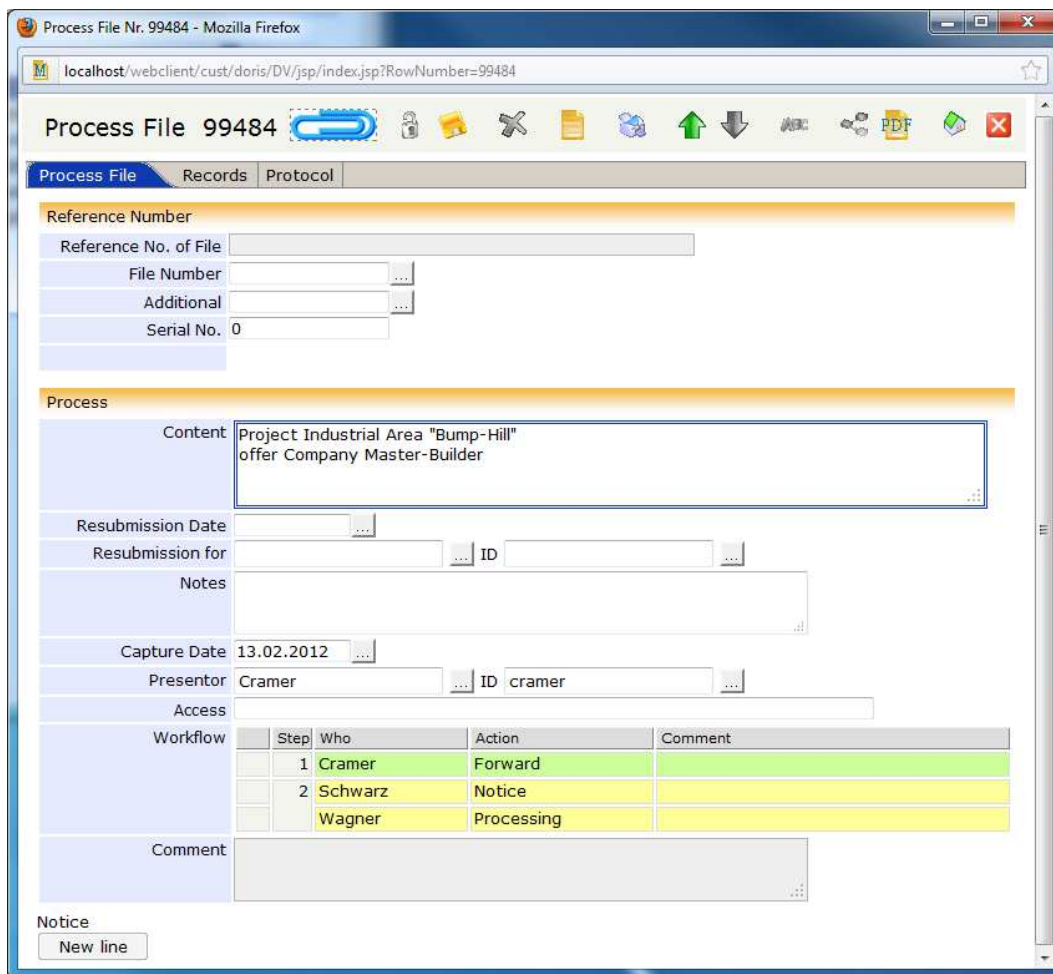 Process File Nr. 99484 - Mozilla Firefox
localhost/webclient/cust/doris/DV/jsp/index.jsp?RowNumber=99484
Process File 99484
ABC
PDF
Process File Records Protocol
Reference Number
Reference No. of File
File Number ...
Additional ...
Serial No. 0
Process
Content Project Industrial Area "Bump-Hill"
offer Company Master-Builder
Resubmission Date ...
Resubmission for ... ID ...
Notes
Capture Date 13.02.2012 ...
Presentor Cramer ... ID cramer ...
Access
Workflow Step Who Action Comment
1 Cramer Forward
2 Schwarz Notice
Wagner Processing
Comment
Notice
New line